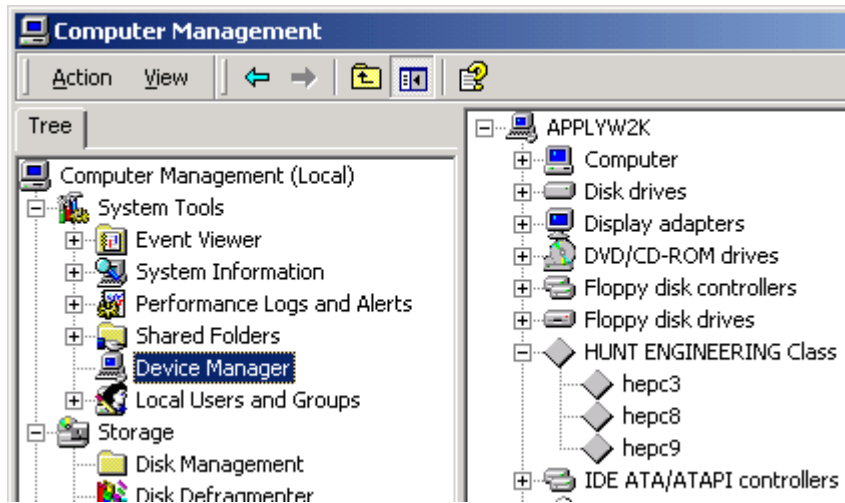 Computer Management
Action View
Tree
Computer Management (Local)
System Tools
Event Viewer
System Information
Performance Logs and Alerts
Shared Folders
Device Manager
Local Users and Groups
Storage
Disk Management
Disk Defragmenter
APPLYW2K
Computer
Disk drives
Display adapters
DVD/CD-ROM drives
Floppy disk controllers
Floppy disk drives
HUNT ENGINEERING Class
hepc3
hepc8
hepc9
IDE ATA/ATAPI controllers